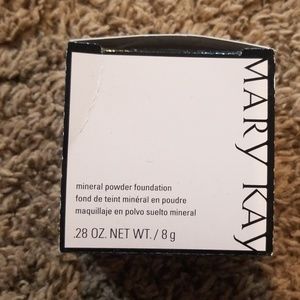 MARY KAY
mineral powder foundation
fond de teint minéral en poudre
maquillaje en polvo suelto mineral
.28 OZ. NET WT. / 8 g